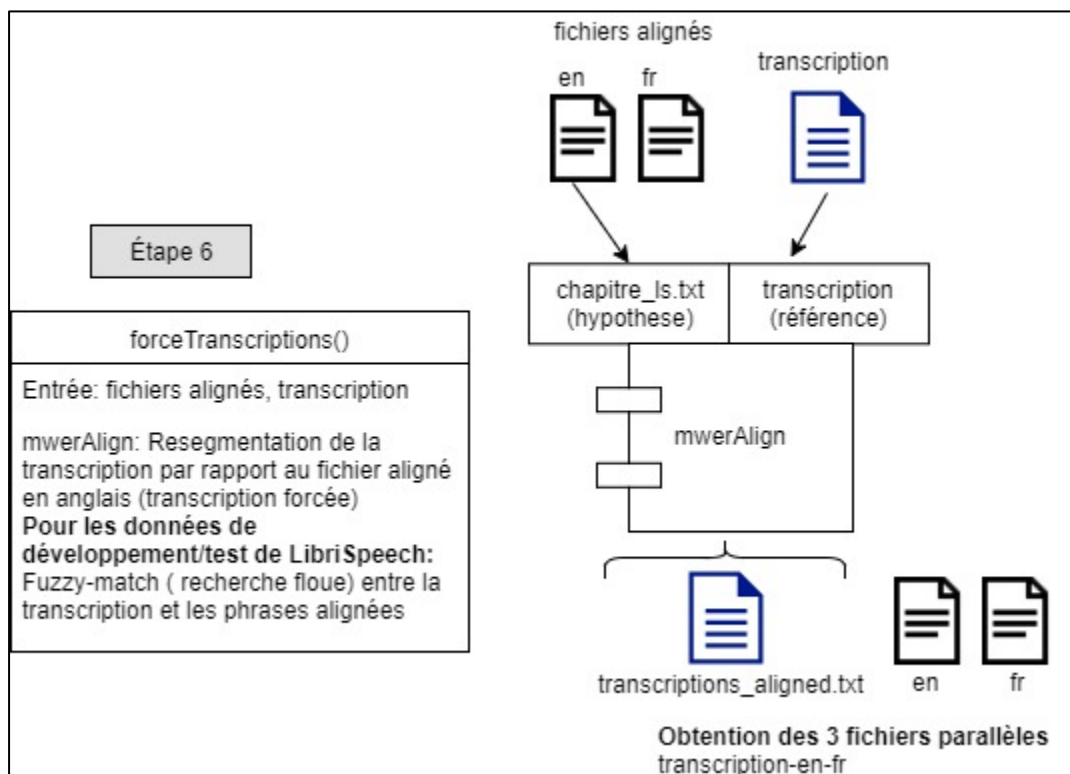 fichiers alignés
en
fr
transcription
Étape 6
chapitre_ls.txt
(hypothese)
transcription
(référence)
forceTranscriptions()
Entrée: fichiers alignés, transcription
mwerAlign: Resegmentation de la
transcription par rapport au fichier aligné
en anglais (transcription forcée)
Pour les données de
développement/test de LibriSpeech:
Fuzzy-match ( recherche floue) entre la
transcription et les phrases alignées
mwerAlign
transcriptions_aligned.txt
en
fr
Obtention des 3 fichiers parallèles
transcription-en-fr